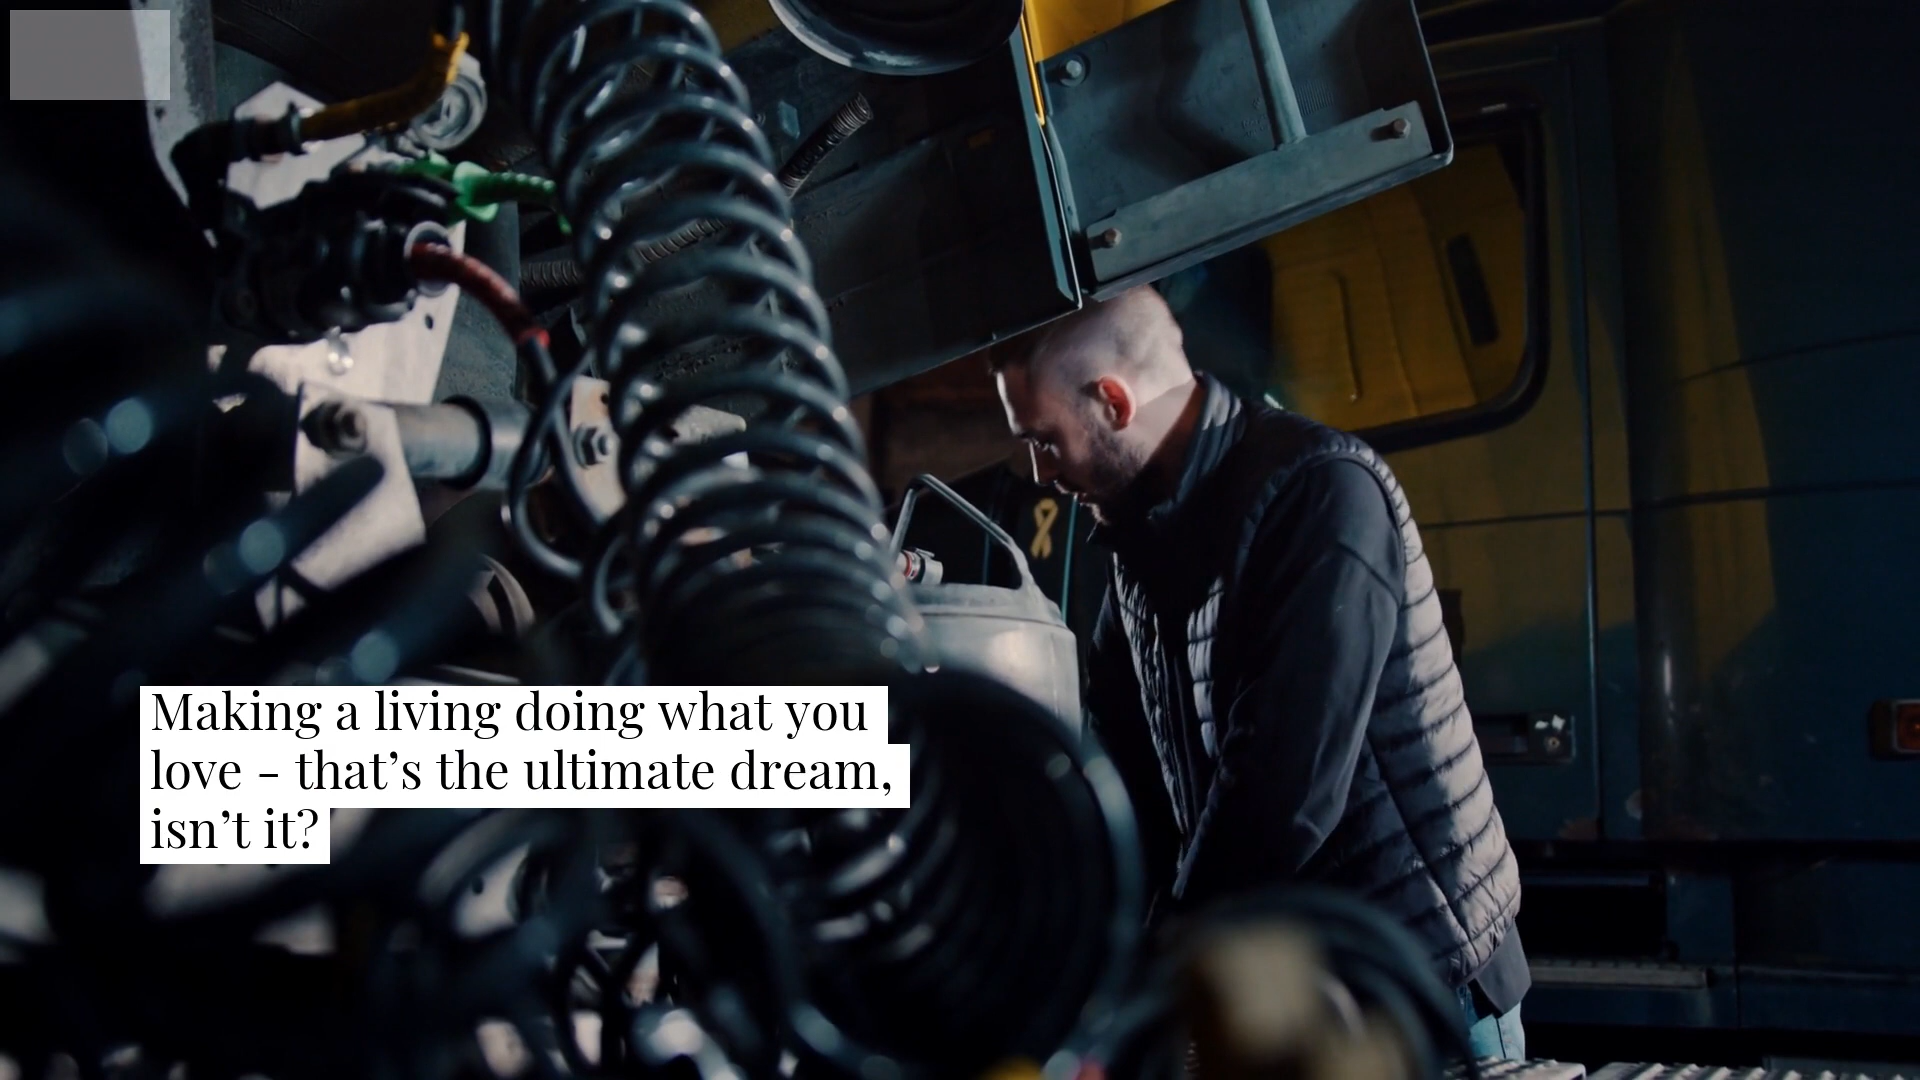 Making a living doing what you
love - that’s the ultimate dream,
isn’t it?